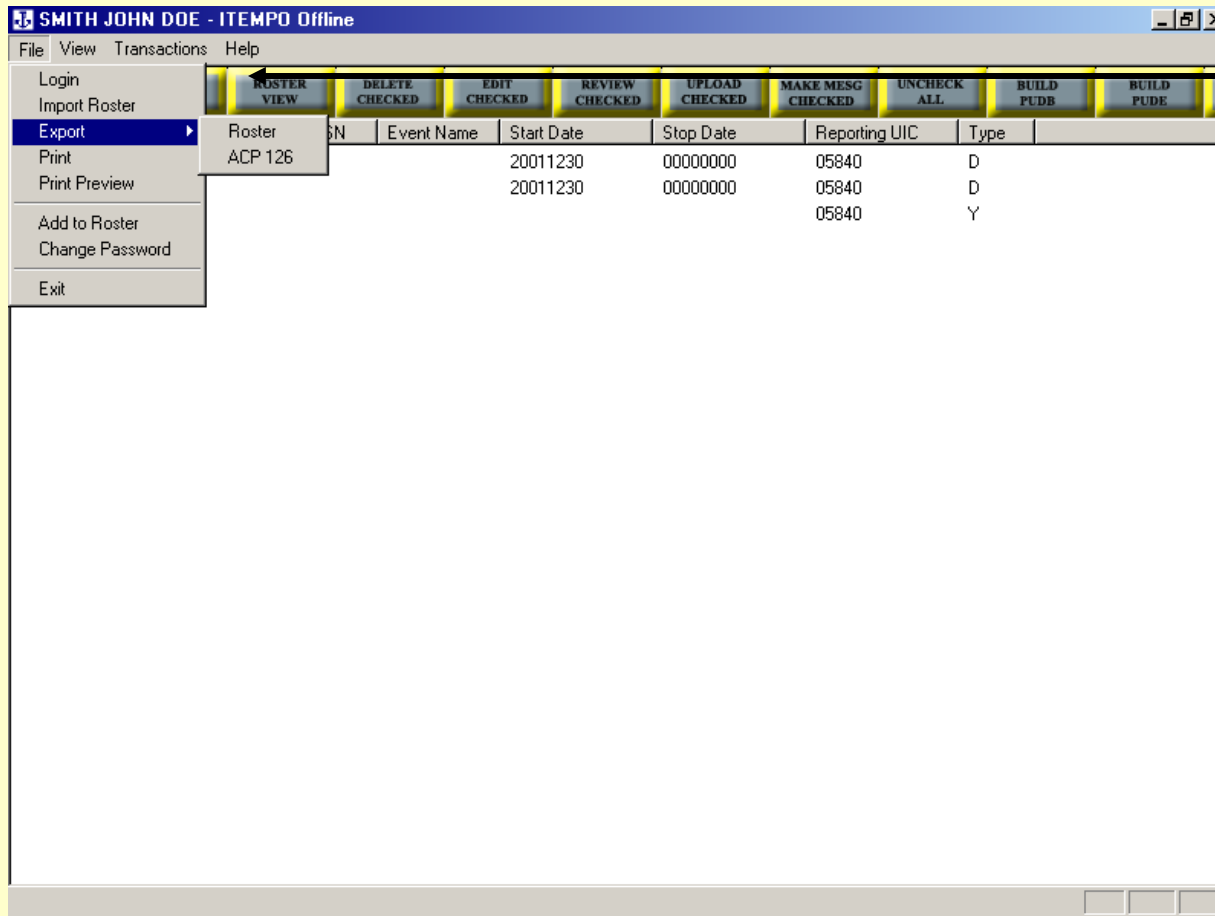 SMITH JOHN DOE - ITEMPO Offline
File View Transactions Help
ROSTER VIEW
DELETE CHECKED
EDIT CHECKED
REVIEW CHECKED
UPLOAD CHECKED
MAKE MESG CHECKED
UNCHECK ALL
BUILD PUDB
BUILD PUDE
Login
Import Roster
Export
Print
Print Preview
Add to Roster
Change Password
Exit
Roster
ACP 126
SN Event Name Start Date Stop Date Reporting UIC Type
20011230 00000000 05840 D
20011230 00000000 05840 D
05840 Y